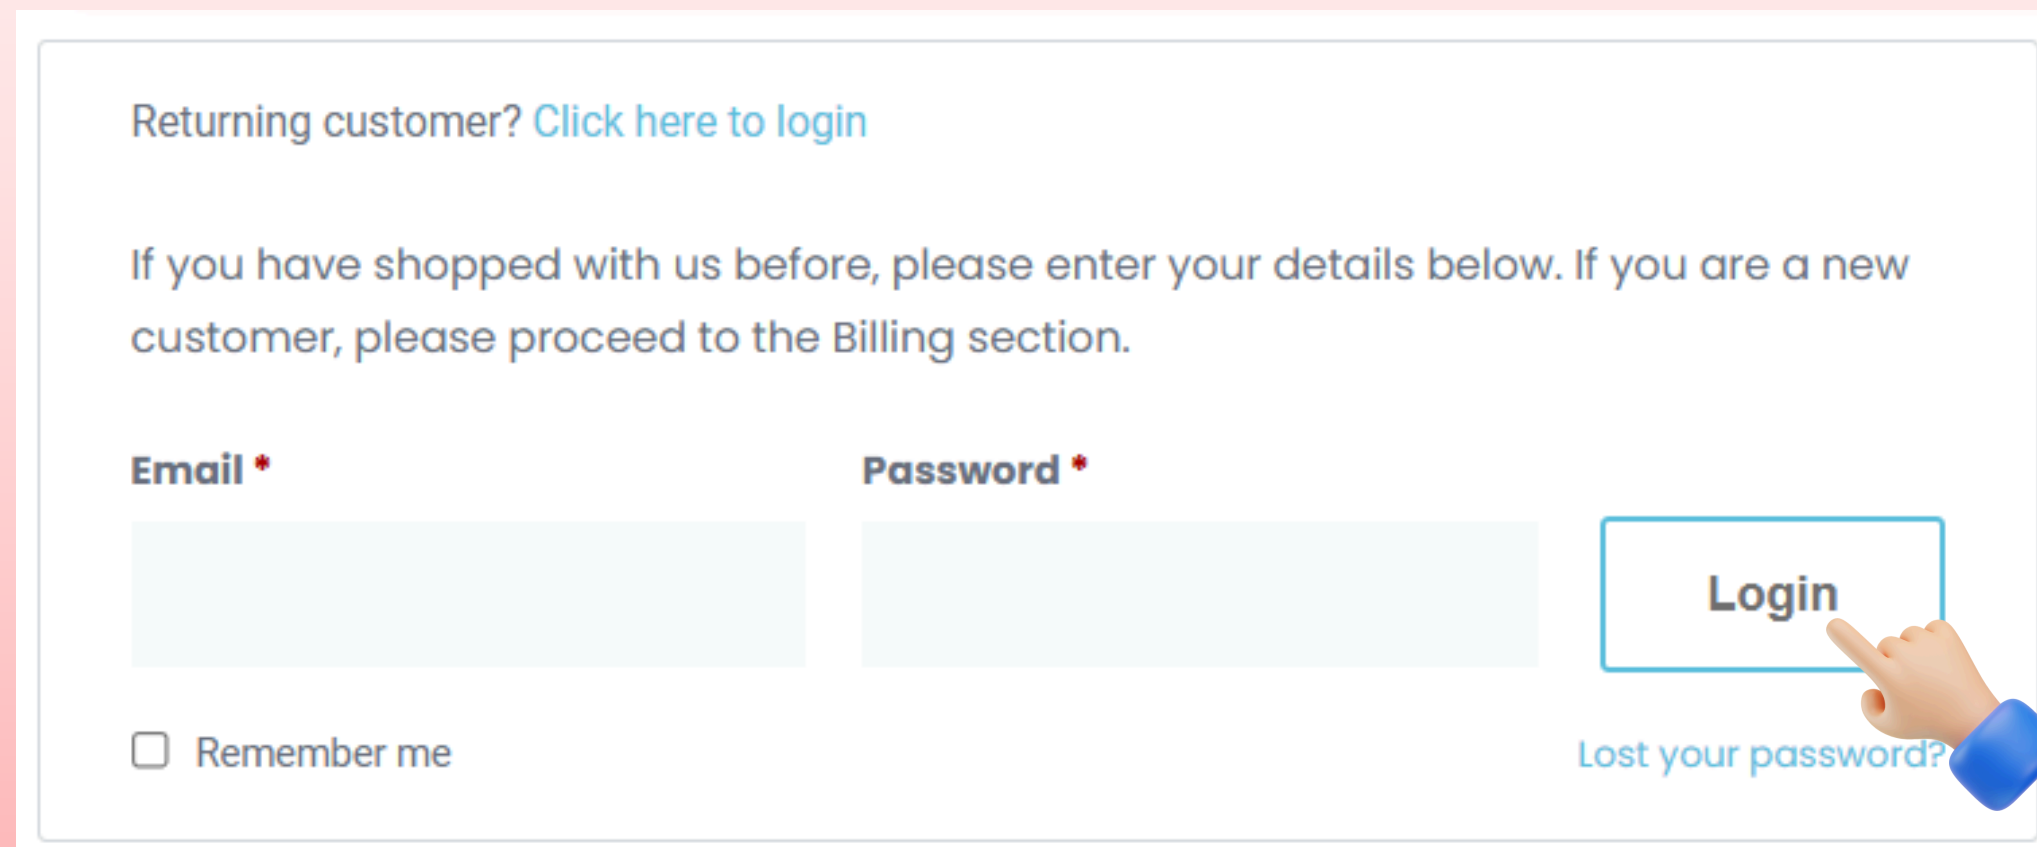 Returning customer? Click here to login
If you have shopped with us before, please enter your details below. If you are a new
customer, please proceed to the Billing section.
Email * Password *
Login
Remember me Lost your password?